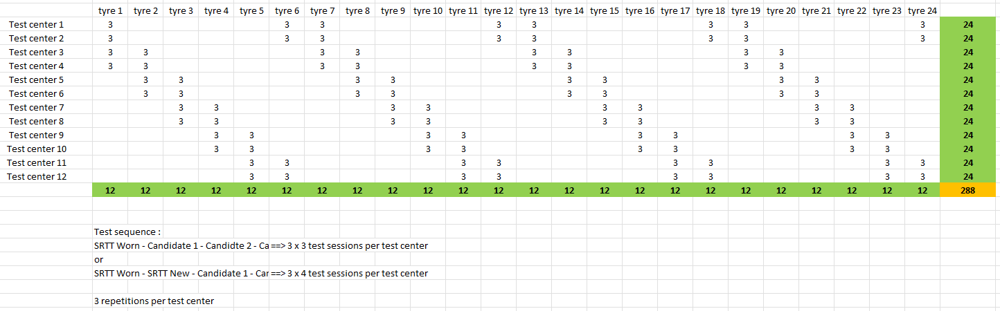 tyre 1 tyre 2 tyre 3 tyre 4 tyre 5 tyre 6 tyre 7 tyre 8 tyre 9 tyre 10 tyre 11 tyre 12 tyre 13 tyre 14 tyre 15 tyre 16 tyre 17 tyre 18 tyre 19 tyre 20 tyre 21 tyre 22 tyre 23 tyre 24
Test center 1 3 3 3 3 3 3 3 3 24
Test center 2 3 3 3 3 3 3 3 3 24
Test center 3 3 3 3 3 3 3 3 3 24
Test center 4 3 3 3 3 3 3 3 3 24
Test center 5 3 3 3 3 3 3 3 3 24
Test center 6 3 3 3 3 3 3 3 3 24
Test center 7 3 3 3 3 3 3 3 3 24
Test center 8 3 3 3 3 3 3 3 3 24
Test center 9 3 3 3 3 3 3 3 3 24
Test center 10 3 3 3 3 3 3 3 3 24
Test center 11 3 3 3 3 3 3 3 3 24
Test center 12 3 3 3 3 3 3 3 3 24
12 12 12 12 12 12 12 12 12 12 12 12 12 12 12 12 12 12 12 12 12 12 12 12 288
Test sequence :
SRTT Worn - Candidate 1 - Candidte 2 - Ca ==> 3 x 3 test sessions per test center
or
SRTT Worn - SRTT New - Candidate 1 - Car ==> 3 x 4 test sessions per test center
3 repetitions per test center